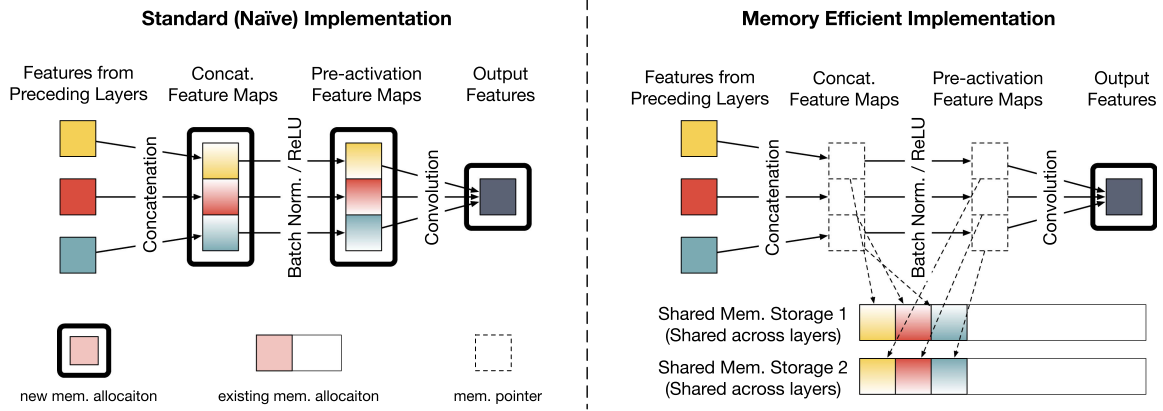 Standard (Naïve) Implementation
Features from
Preceding Layers
Concat.
Feature Maps
Pre-activation
Feature Maps
Output
Features
Concatenation
Batch Norm. / ReLU
Convolution
new mem. allocaiton
existing mem. allocaiton
mem. pointer
Memory Efficient Implementation
Features from
Preceding Layers
Concat.
Feature Maps
Pre-activation
Feature Maps
Output
Features
Concatenation
Batch Norm. / ReLU
Convolution
Shared Mem. Storage 1
(Shared across layers)
Shared Mem. Storage 2
(Shared across layers)